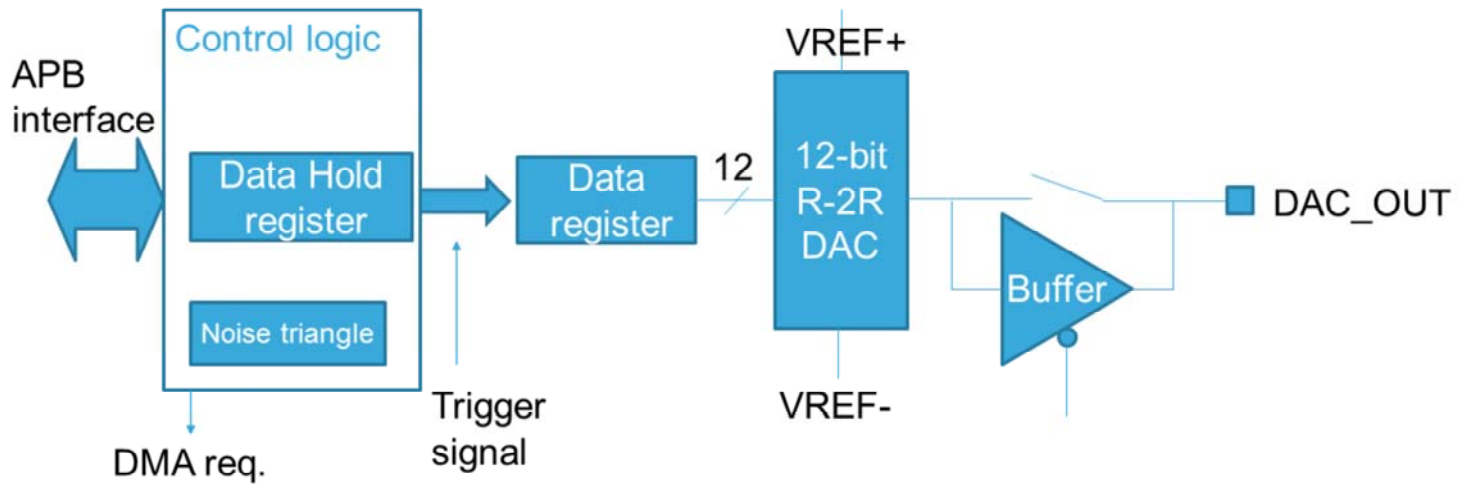 Control logic
APB
interface
Data Hold
register
Noise triangle
DMA req.
Trigger
signal
Data
register
12
VREF+
12-bit
R-2R
DAC
VREF-
Buffer
DAC_OUT